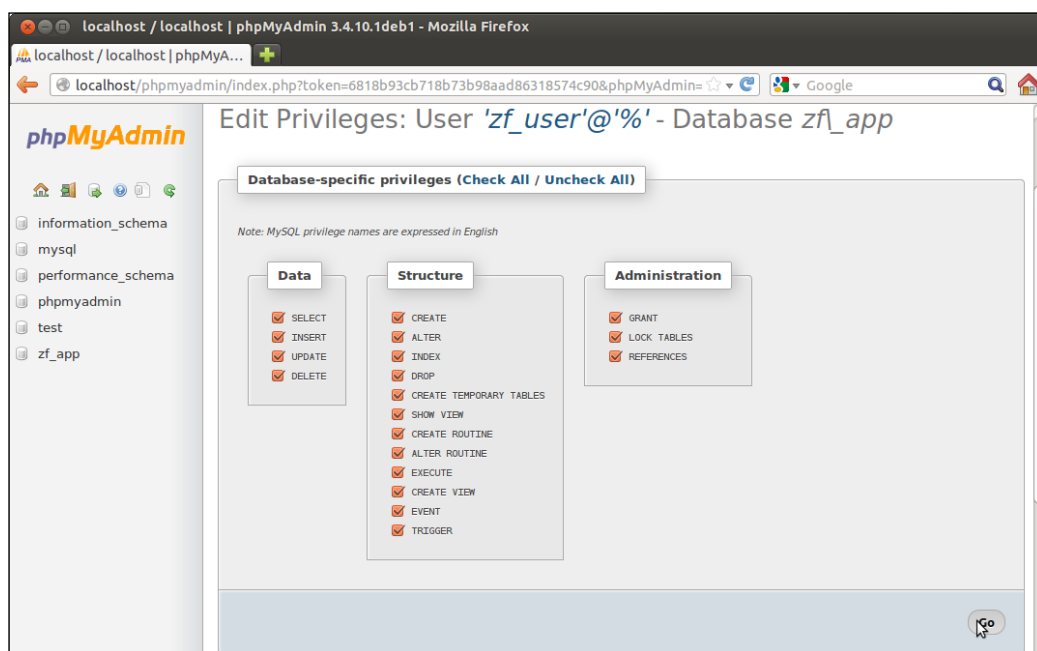 localhost / localhost | phpMyAdmin 3.4.10.1deb1 - Mozilla Firefox
localhost / localhost | phpMyA...
localhost/phpmyadmin/index.php?token=6818b93cb718b73b98aad86318574c90&phpMyAdmin=
Google
phpMyAdmin
information_schema
mysql
performance_schema
phpmyadmin
test
zf_app
Edit Privileges: User 'zf_user'@'%' - Database zf\_app
Database-specific privileges (Check All / Uncheck All)
Note: MySQL privilege names are expressed in English
Data
SELECT
INSERT
UPDATE
DELETE
Structure
CREATE
ALTER
INDEX
DROP
CREATE TEMPORARY TABLES
SHOW VIEW
CREATE ROUTINE
ALTER ROUTINE
EXECUTE
CREATE VIEW
EVENT
TRIGGER
Administration
GRANT
LOCK TABLES
REFERENCES
Go